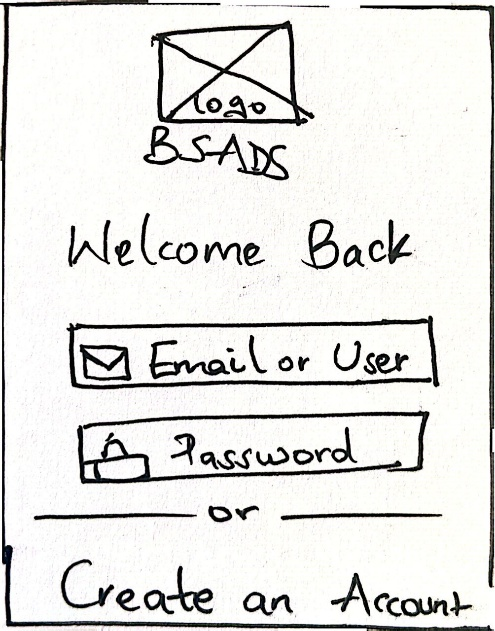 logo
BSADS
Welcome Back
Email or User
Password
or
Create an Account